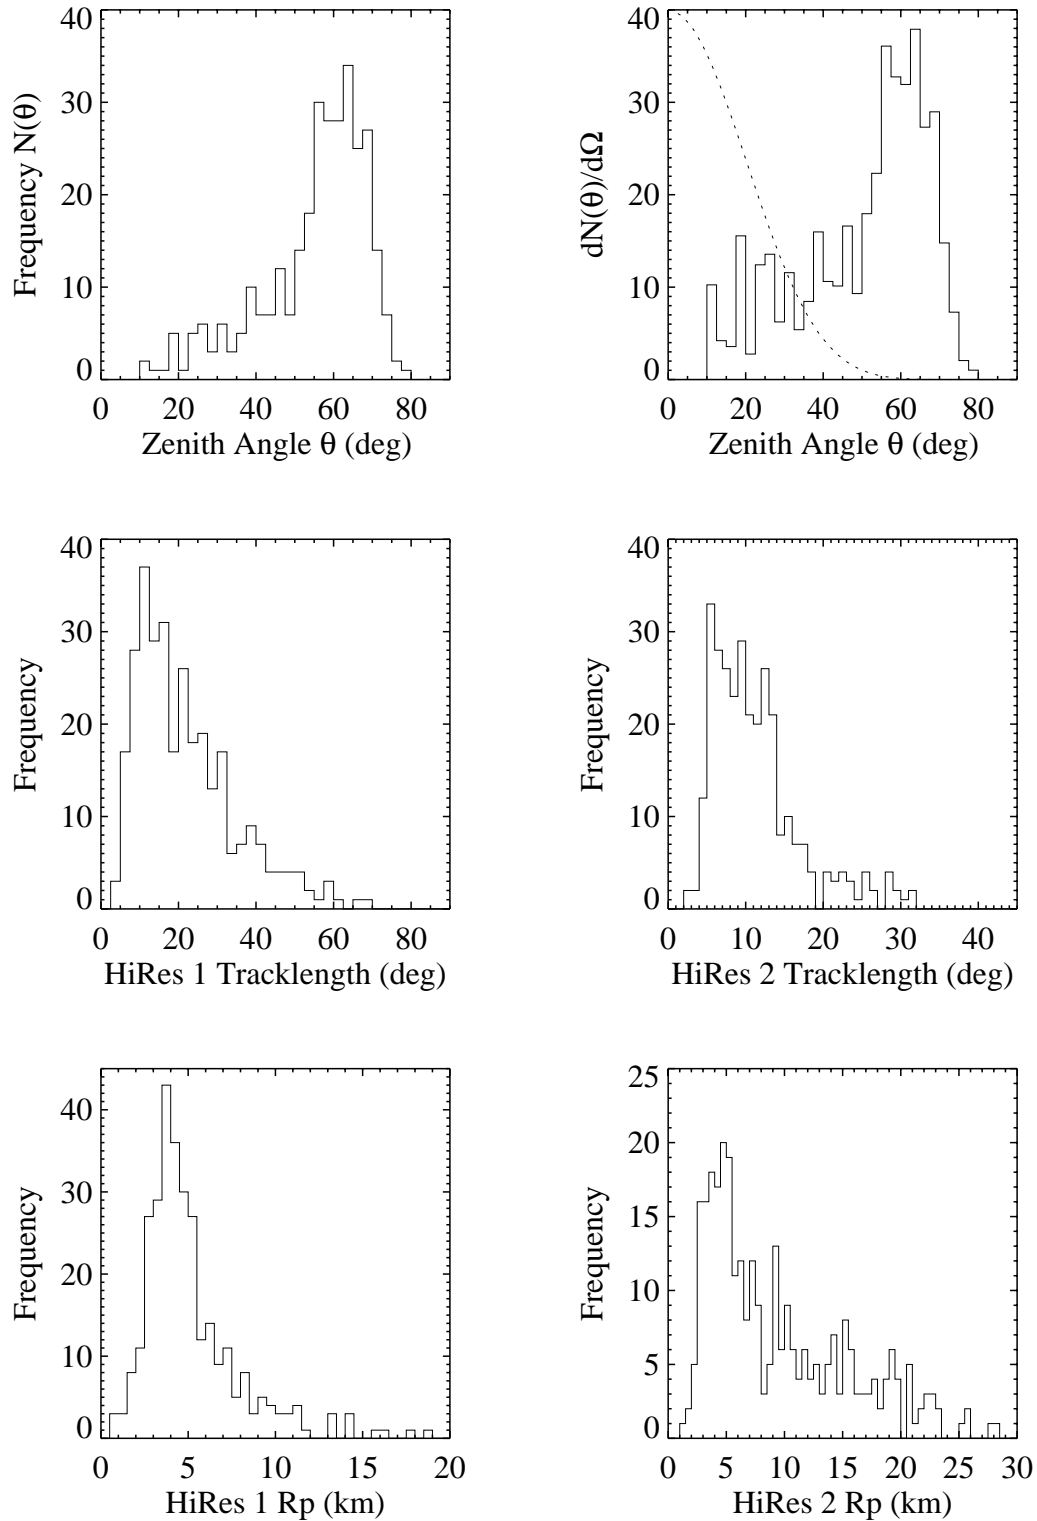 40
30
20
10
0
Frequency N(θ)
0 20 40 60 80
Zenith Angle θ (deg)
40
30
20
10
0
dN(θ)/dΩ
0 20 40 60 80
Zenith Angle θ (deg)
40
30
20
10
0
Frequency
0 20 40 60 80
HiRes 1 Tracklength (deg)
40
30
20
10
0
Frequency
0 10 20 30 40
HiRes 2 Tracklength (deg)
40
30
20
10
0
Frequency
0 5 10 15 20
HiRes 1 Rp (km)
25
20
15
10
5
0
Frequency
0 5 10 15 20 25 30
HiRes 2 Rp (km)